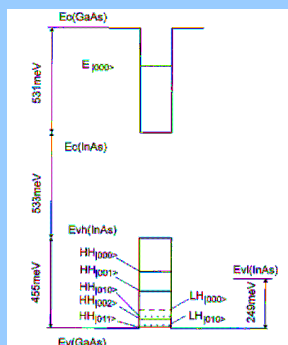 Ec(GaAs)
E|000>
531meV
Ec(InAs)
533meV
Evh(InAs)
HH|000>
HH|001>
HH|010>
HH|002>
HH|011>
LH|000>
LH|010>
Evl(InAs)
455meV
249meV
Ev(GaAs)